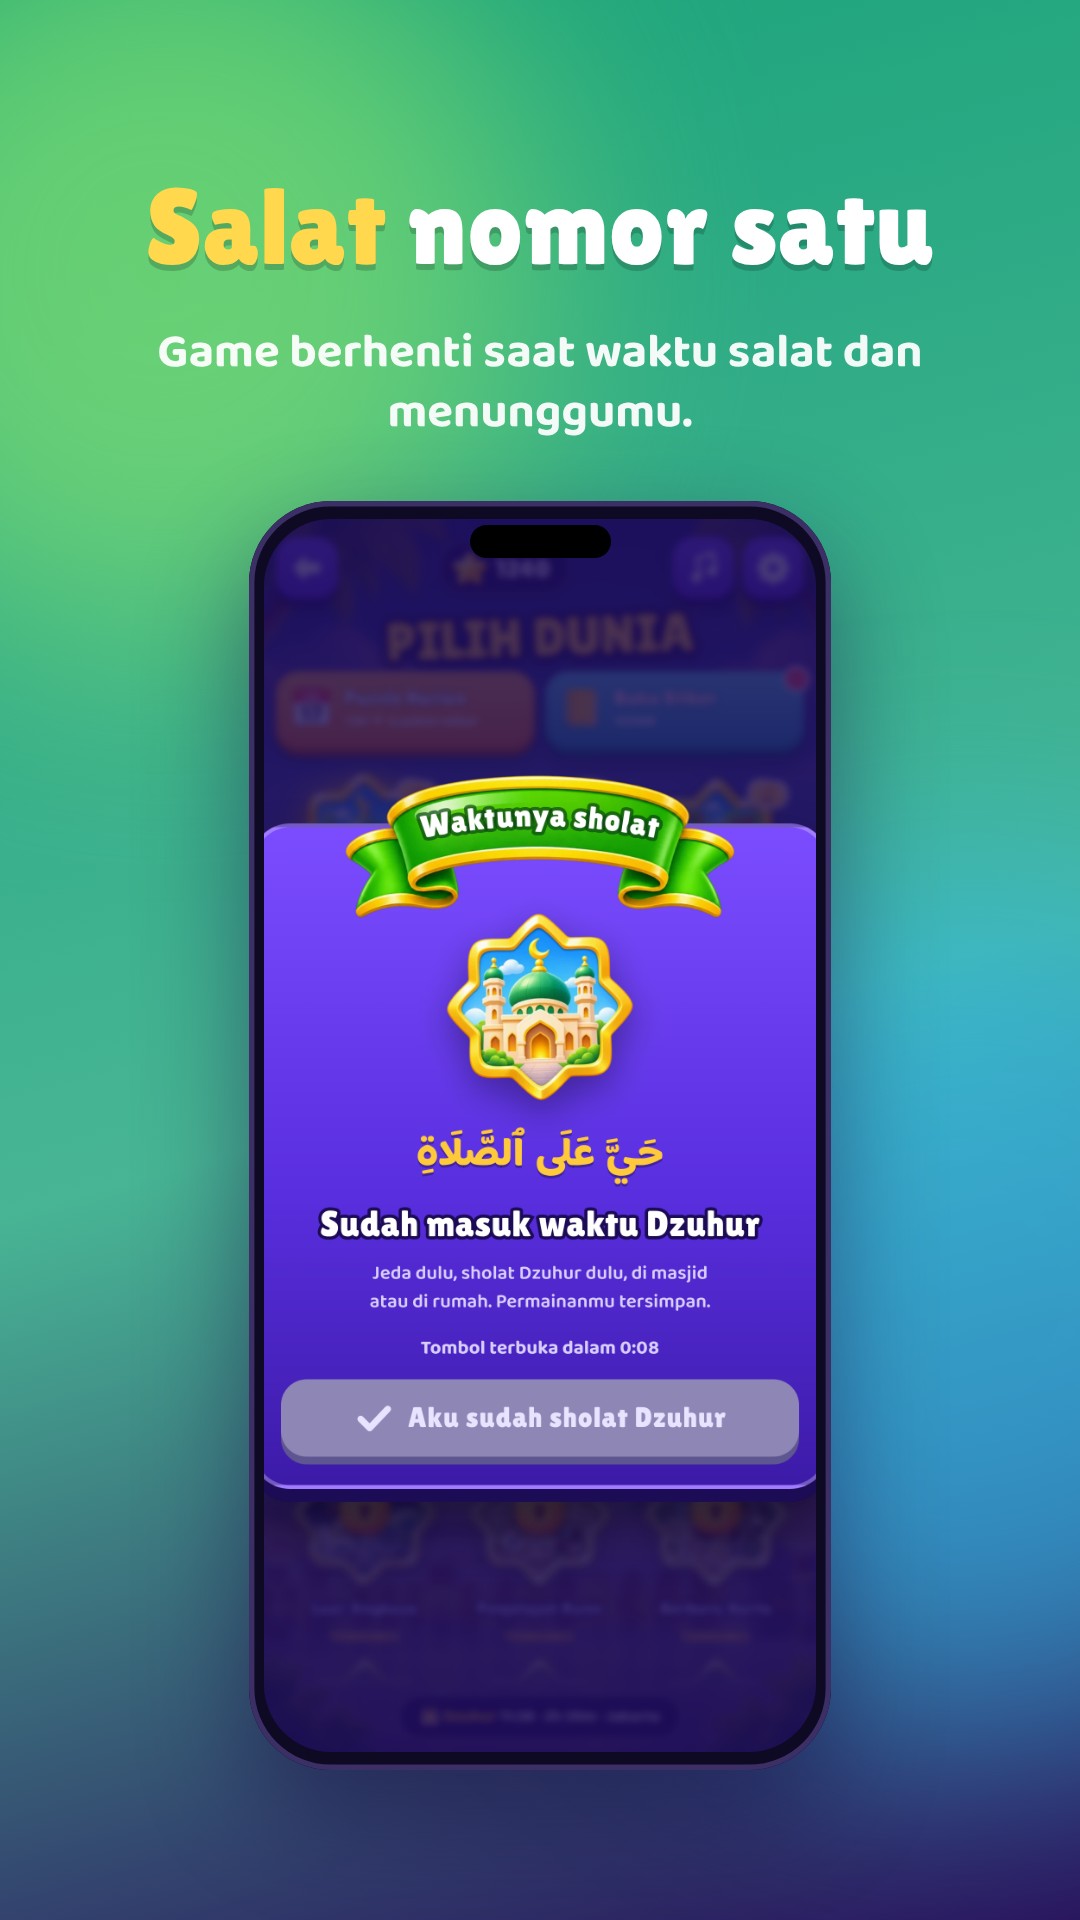 Salat nomor satu
Game berhenti saat waktu salat dan
menunggumu.
1240
PILIH DUNIA
Waktunya sholat
حَيَّ عَلَى ٱلصَّلَاةِ
Sudah masuk waktu Dzuhur
Jeda dulu, sholat Dzuhur dulu, di masjid
atau di rumah. Permainanmu tersimpan.
Tombol terbuka dalam 0:08
Aku sudah sholat Dzuhur